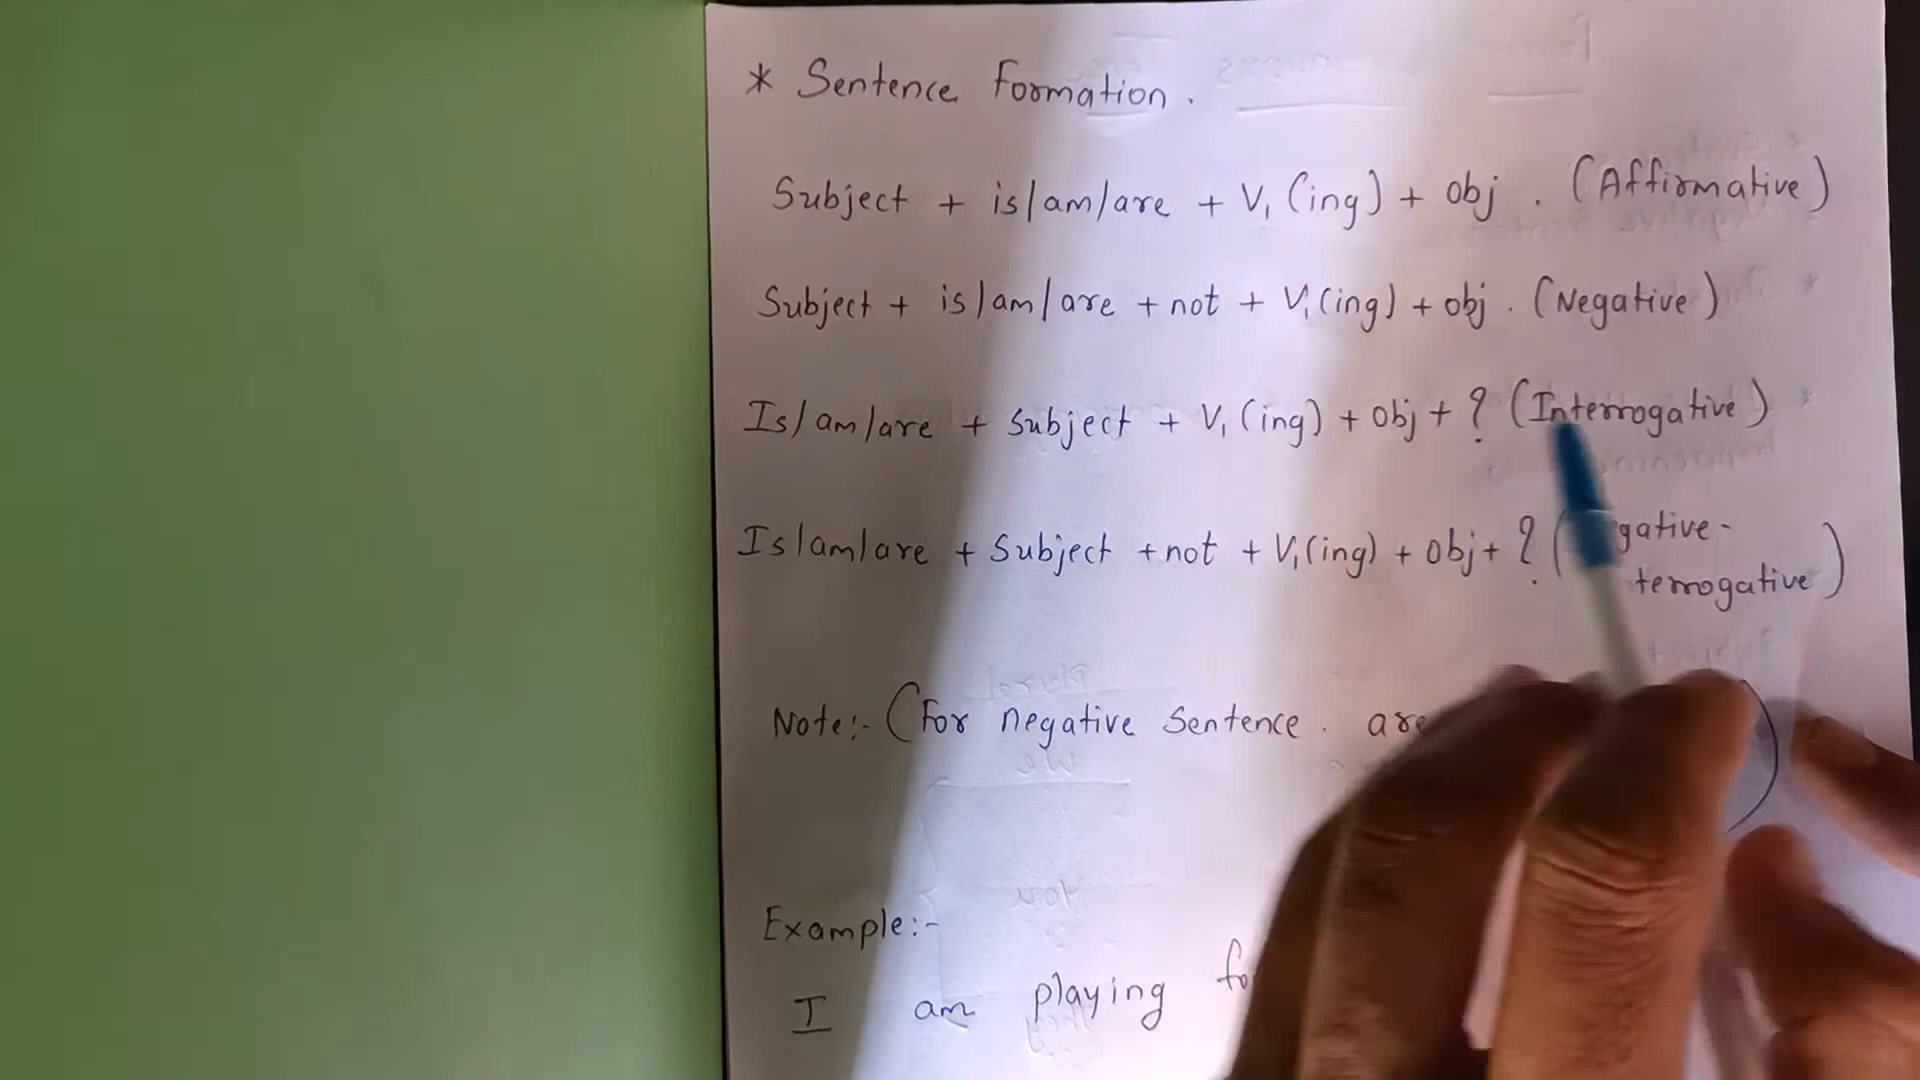 * Sentence Formation.
Subject + is/am/are + V₁ (ing) + obj. (Affirmative)
Subject + is/am/are + not + V₁(ing) + obj. (Negative)
Is/am/are + Subject + V₁ (ing) + obj + ? (Interrogative)
Is/am/are + Subject + not + V₁(ing) + obj + ? (gative-
terrogative)
Note:- (For negative sentence. are
Example:-
I am playing